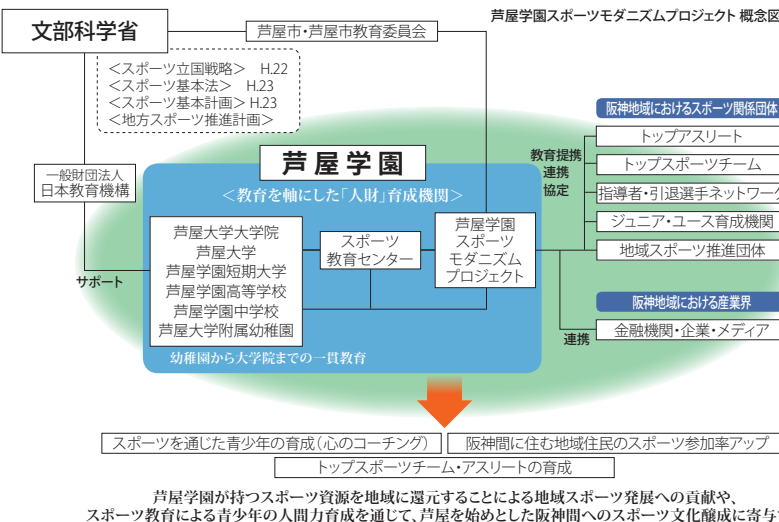 芦屋学園スポーツモダニズムプロジェクト 概念図
文部科学省
芦屋市・芦屋市教育委員会
＜スポーツ立国戦略＞ H.22
＜スポーツ基本法＞ H.23
＜スポーツ基本計画＞H.23
＜地方スポーツ推進計画＞
一般財団法人
日本教育機構
サポート
芦屋学園
＜教育を軸にした「人財」育成機関＞
芦屋大学大学院
芦屋大学
芦屋学園短期大学
芦屋学園高等学校
芦屋学園中学校
芦屋大学附属幼稚園
スポーツ
教育センター
芦屋学園
スポーツ
モダニズム
プロジェクト
幼稚園から大学院までの一貫教育
教育提携
連携
協定
阪神地域におけるスポーツ関係団体
トップアスリート
トップスポーツチーム
指導者・引退選手ネットワーク
ジュニア・ユース育成機関
地域スポーツ推進団体
阪神地域における産業界
連携
金融機関・企業・メディア
スポーツを通じた青少年の育成（心のコーチング）
阪神間に住む地域住民のスポーツ参加率アップ
トップスポーツチーム・アスリートの育成
芦屋学園が持つスポーツ資源を地域に還元することによる地域スポーツ発展への貢献や、
スポーツ教育による青少年の人間力育成を通じて、芦屋を始めとした阪神間へのスポーツ文化醸成に寄与